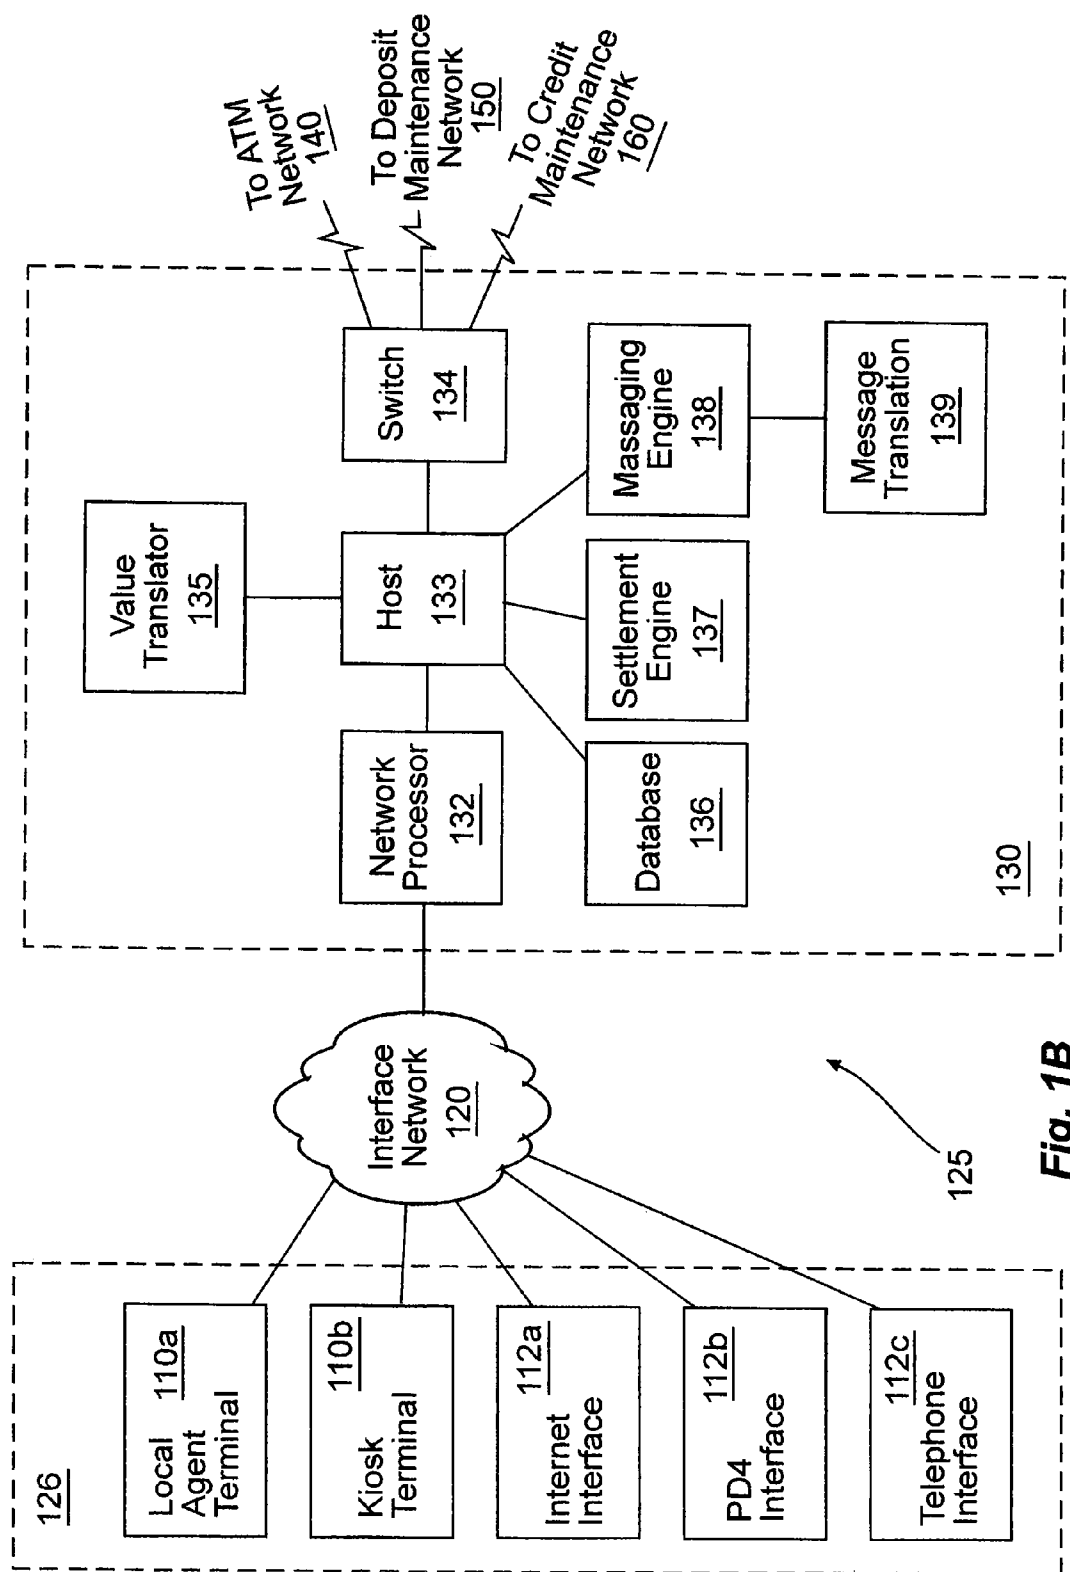 126
Local
Agent
Terminal
110a
Kiosk
Terminal
110b
Internet
Interface
112a
PD4
Interface
112b
Telephone
Interface
112c
Interface
Network
120
125
Network
Processor
132
Value
Translator
135
Host
133
Switch
134
Database
136
Settlement
Engine
137
Massaging
Engine
138
Message
Translation
139
130
To ATM
Network
140
To Deposit
Maintenance
Network
150
To Credit
Maintenance
Network
160
Fig. 1B